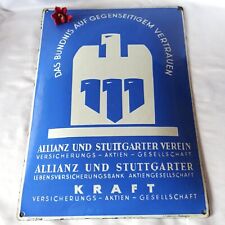 DAS BÜNDNIS AUF GEGENSEITIGEM VERTRAUEN
ALLIANZ UND STUTTGARTER VEREIN
VERSICHERUNGS - AKTIEN - GESELLSCHAFT
ALLIANZ UND STUTTGARTER
LEBENSVERSICHERUNGSBANK AKTIENGESELLSCHAFT
KRAFT
VERSICHERUNGS - AKTIEN - GESELLSCHAFT